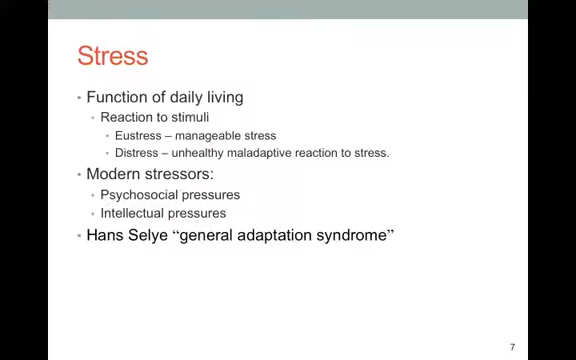 Stress
• Function of daily living
• Reaction to stimuli
• Eustress – manageable stress
• Distress – unhealthy maladaptive reaction to stress.
• Modern stressors:
• Psychosocial pressures
• Intellectual pressures
• Hans Selye “general adaptation syndrome”
7